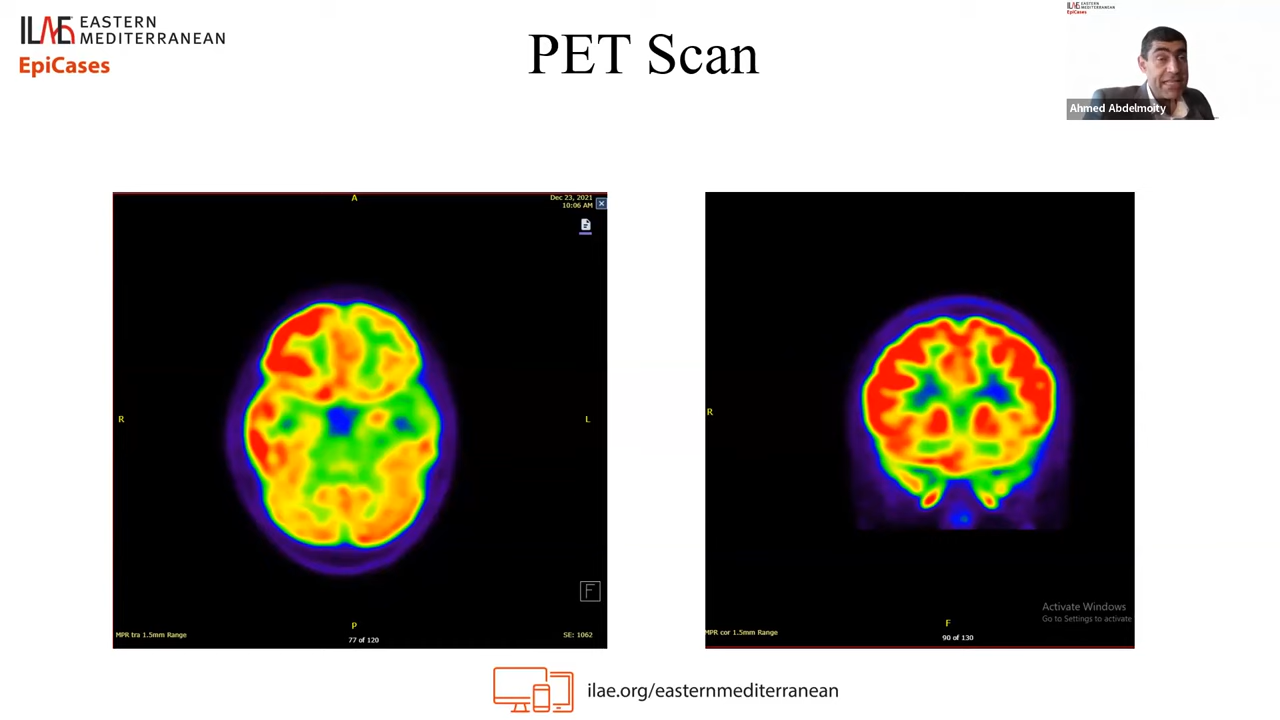 ILAE EASTERN
MEDITERRANEAN
EpiCases
PET Scan
EpiCases
Ahmed Abdelmoity
A
Dec 23, 2021
10:06 AM
R
L
F
P
MPR tra 1.5mm Range
77 of 120
SE: 1062
R
Activate Windows
Go to Settings to activate
F
MPR cor 1.5mm Range
90 of 130
ilae.org/easternmediterranean